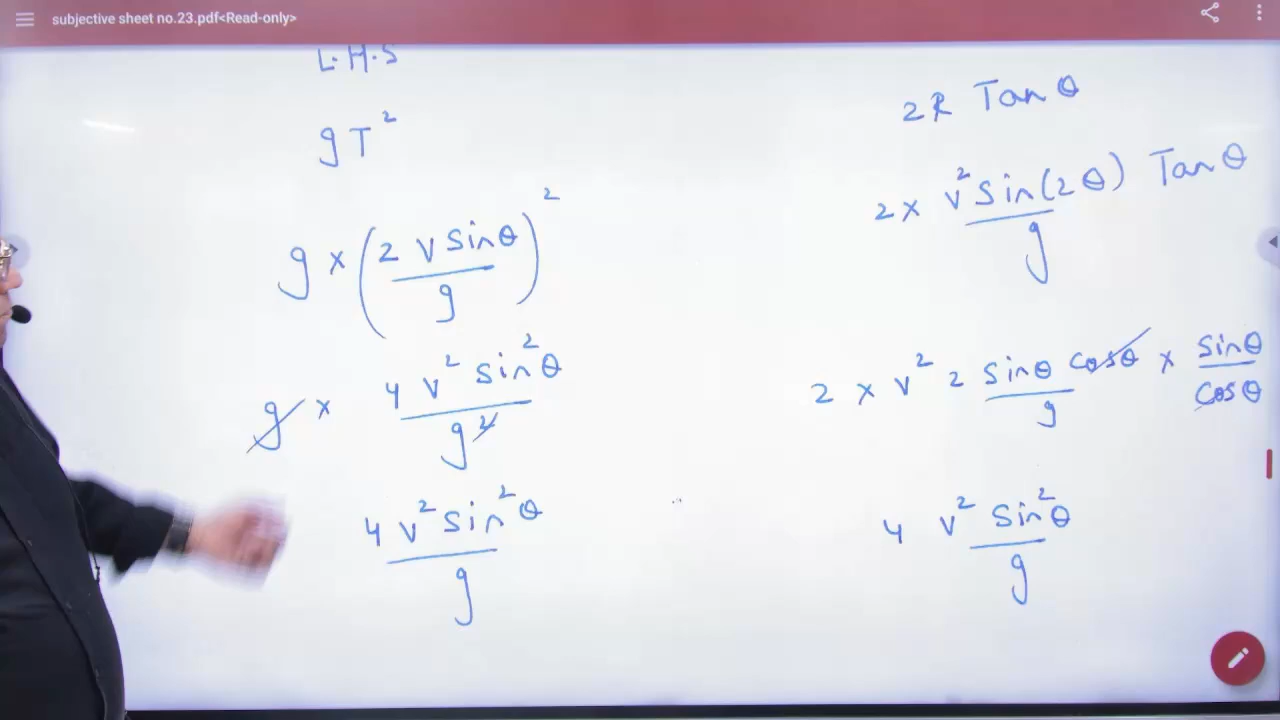 subjective sheet no.23.pdf<Read-only>
L.H.S
gT²
g × (2 v sinθ / g)²
g × 4 v² sin²θ / g²
4 v² sin²θ / g
2R Tan θ
2 × v² sin(2θ) / g Tan θ
2 × v² 2 sinθ cosθ / g × sinθ / cosθ
4 v² sin²θ / g